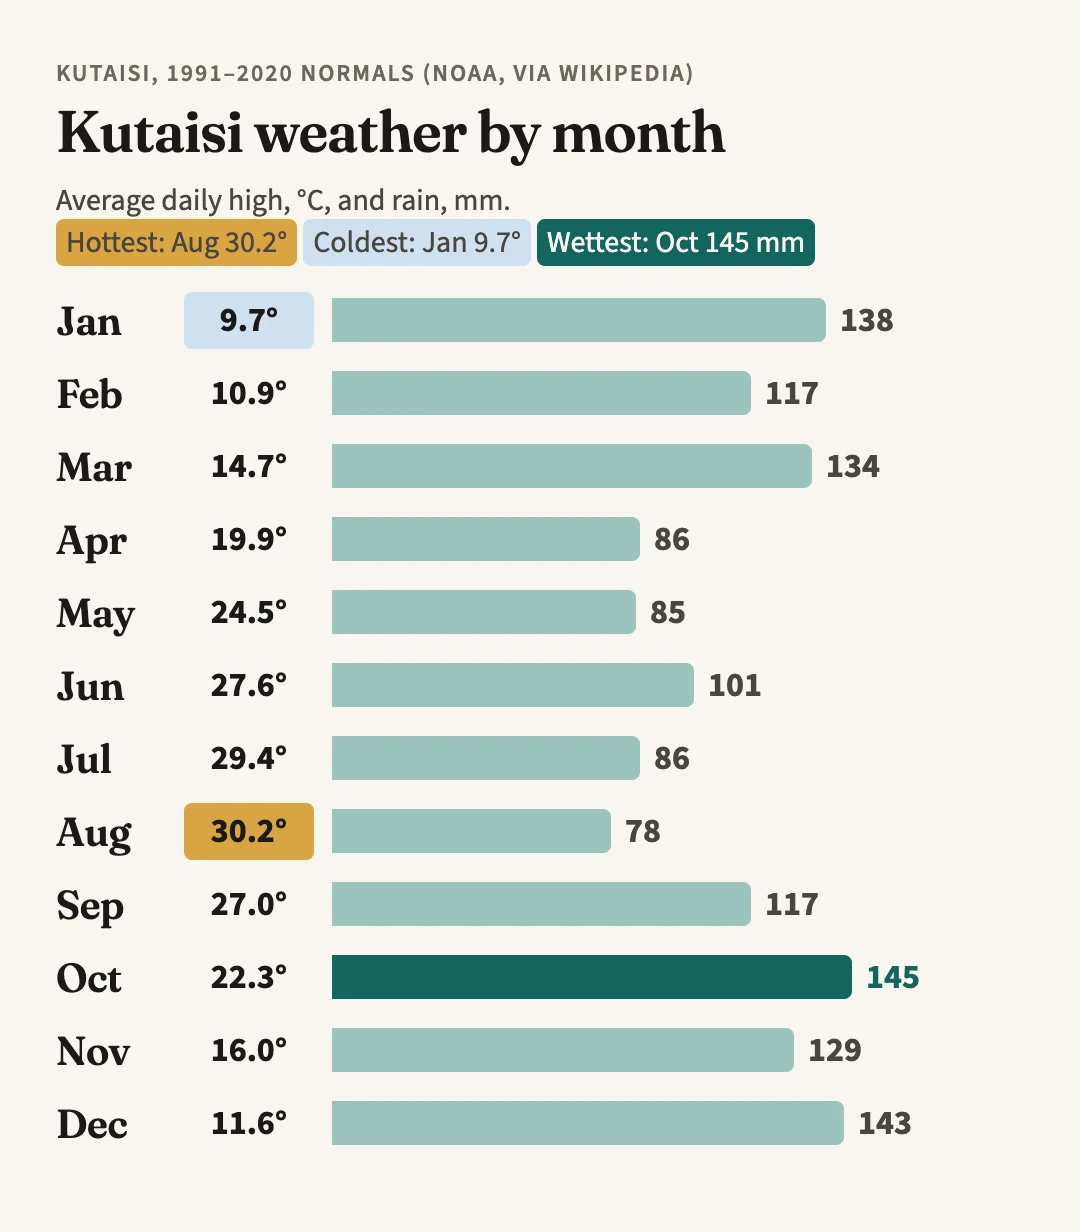 KUTAISI, 1991–2020 NORMALS (NOAA, VIA WIKIPEDIA)
Kutaisi weather by month
Average daily high, °C, and rain, mm.
Hottest: Aug 30.2° Coldest: Jan 9.7° Wettest: Oct 145 mm
Jan 9.7° 138
Feb 10.9° 117
Mar 14.7° 134
Apr 19.9° 86
May 24.5° 85
Jun 27.6° 101
Jul 29.4° 86
Aug 30.2° 78
Sep 27.0° 117
Oct 22.3° 145
Nov 16.0° 129
Dec 11.6° 143